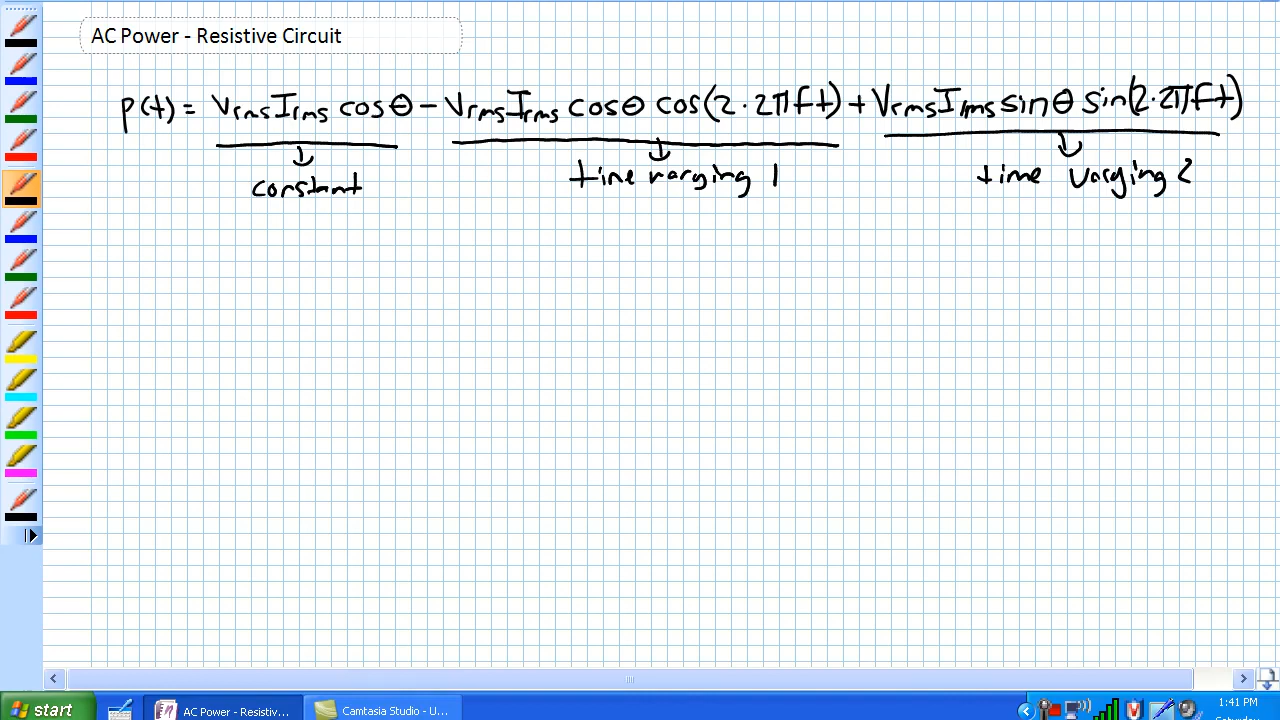 AC Power - Resistive Circuit
p(t) = VrmsIrms cosθ − VrmsIrms cosθ cos(2·2πft) + VrmsIrms sinθ sin(2·2πft)
constant time varying 1 time varying 2
start AC Power - Resistiv... Camtasia Studio - U... 1:41 PM
Saturday